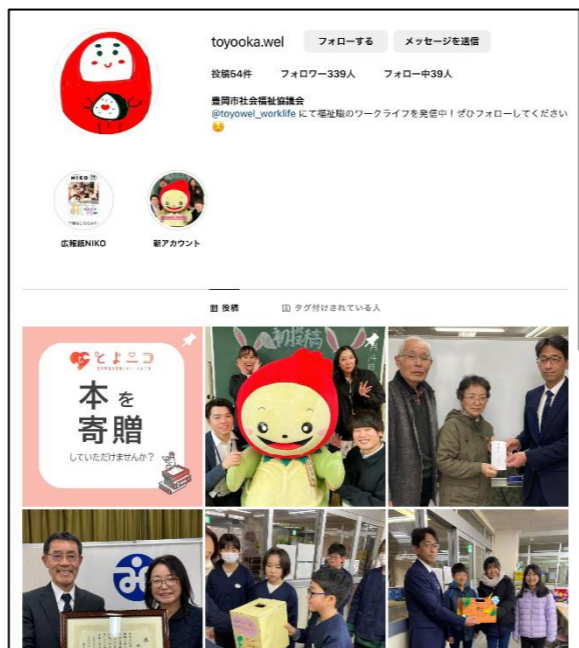 toyooka.wel
フォローする
メッセージを送信
投稿54件 フォロワー339人 フォロー中39人
豊岡市社会福祉協議会
@toyowel_worklife にて福祉職のワークライフを発信中！ぜひフォローしてください
NIKO
広報紙NIKO
新アカウント
投稿
タグ付けされている人
とよニコ
本を
寄贈
していただけませんか？
初投稿